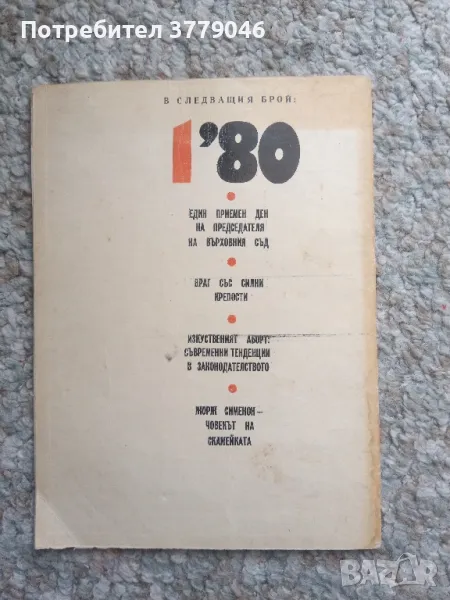 Потребител 3779046
В СЛЕДВАЩИЯ БРОЙ:
1'80
ЕДИН ПРИЕМЕН ДЕН
НА ПРЕДСЕДАТЕЛЯ
НА ВЪРХОВНИЯ СЪД
ВРАГ СЪС СИЛНИ
КРЕПОСТИ
ИЗКУСТВЕНИЯТ АБОРТ:
СЪВРЕМЕННИ ТЕНДЕНЦИИ
В ЗАКОНОДАТЕЛСТВОТО
ЖОРЖ СИМЕНОН –
ЧОВЕКЪТ НА
СКАМЕЙКАТА
BAZAR